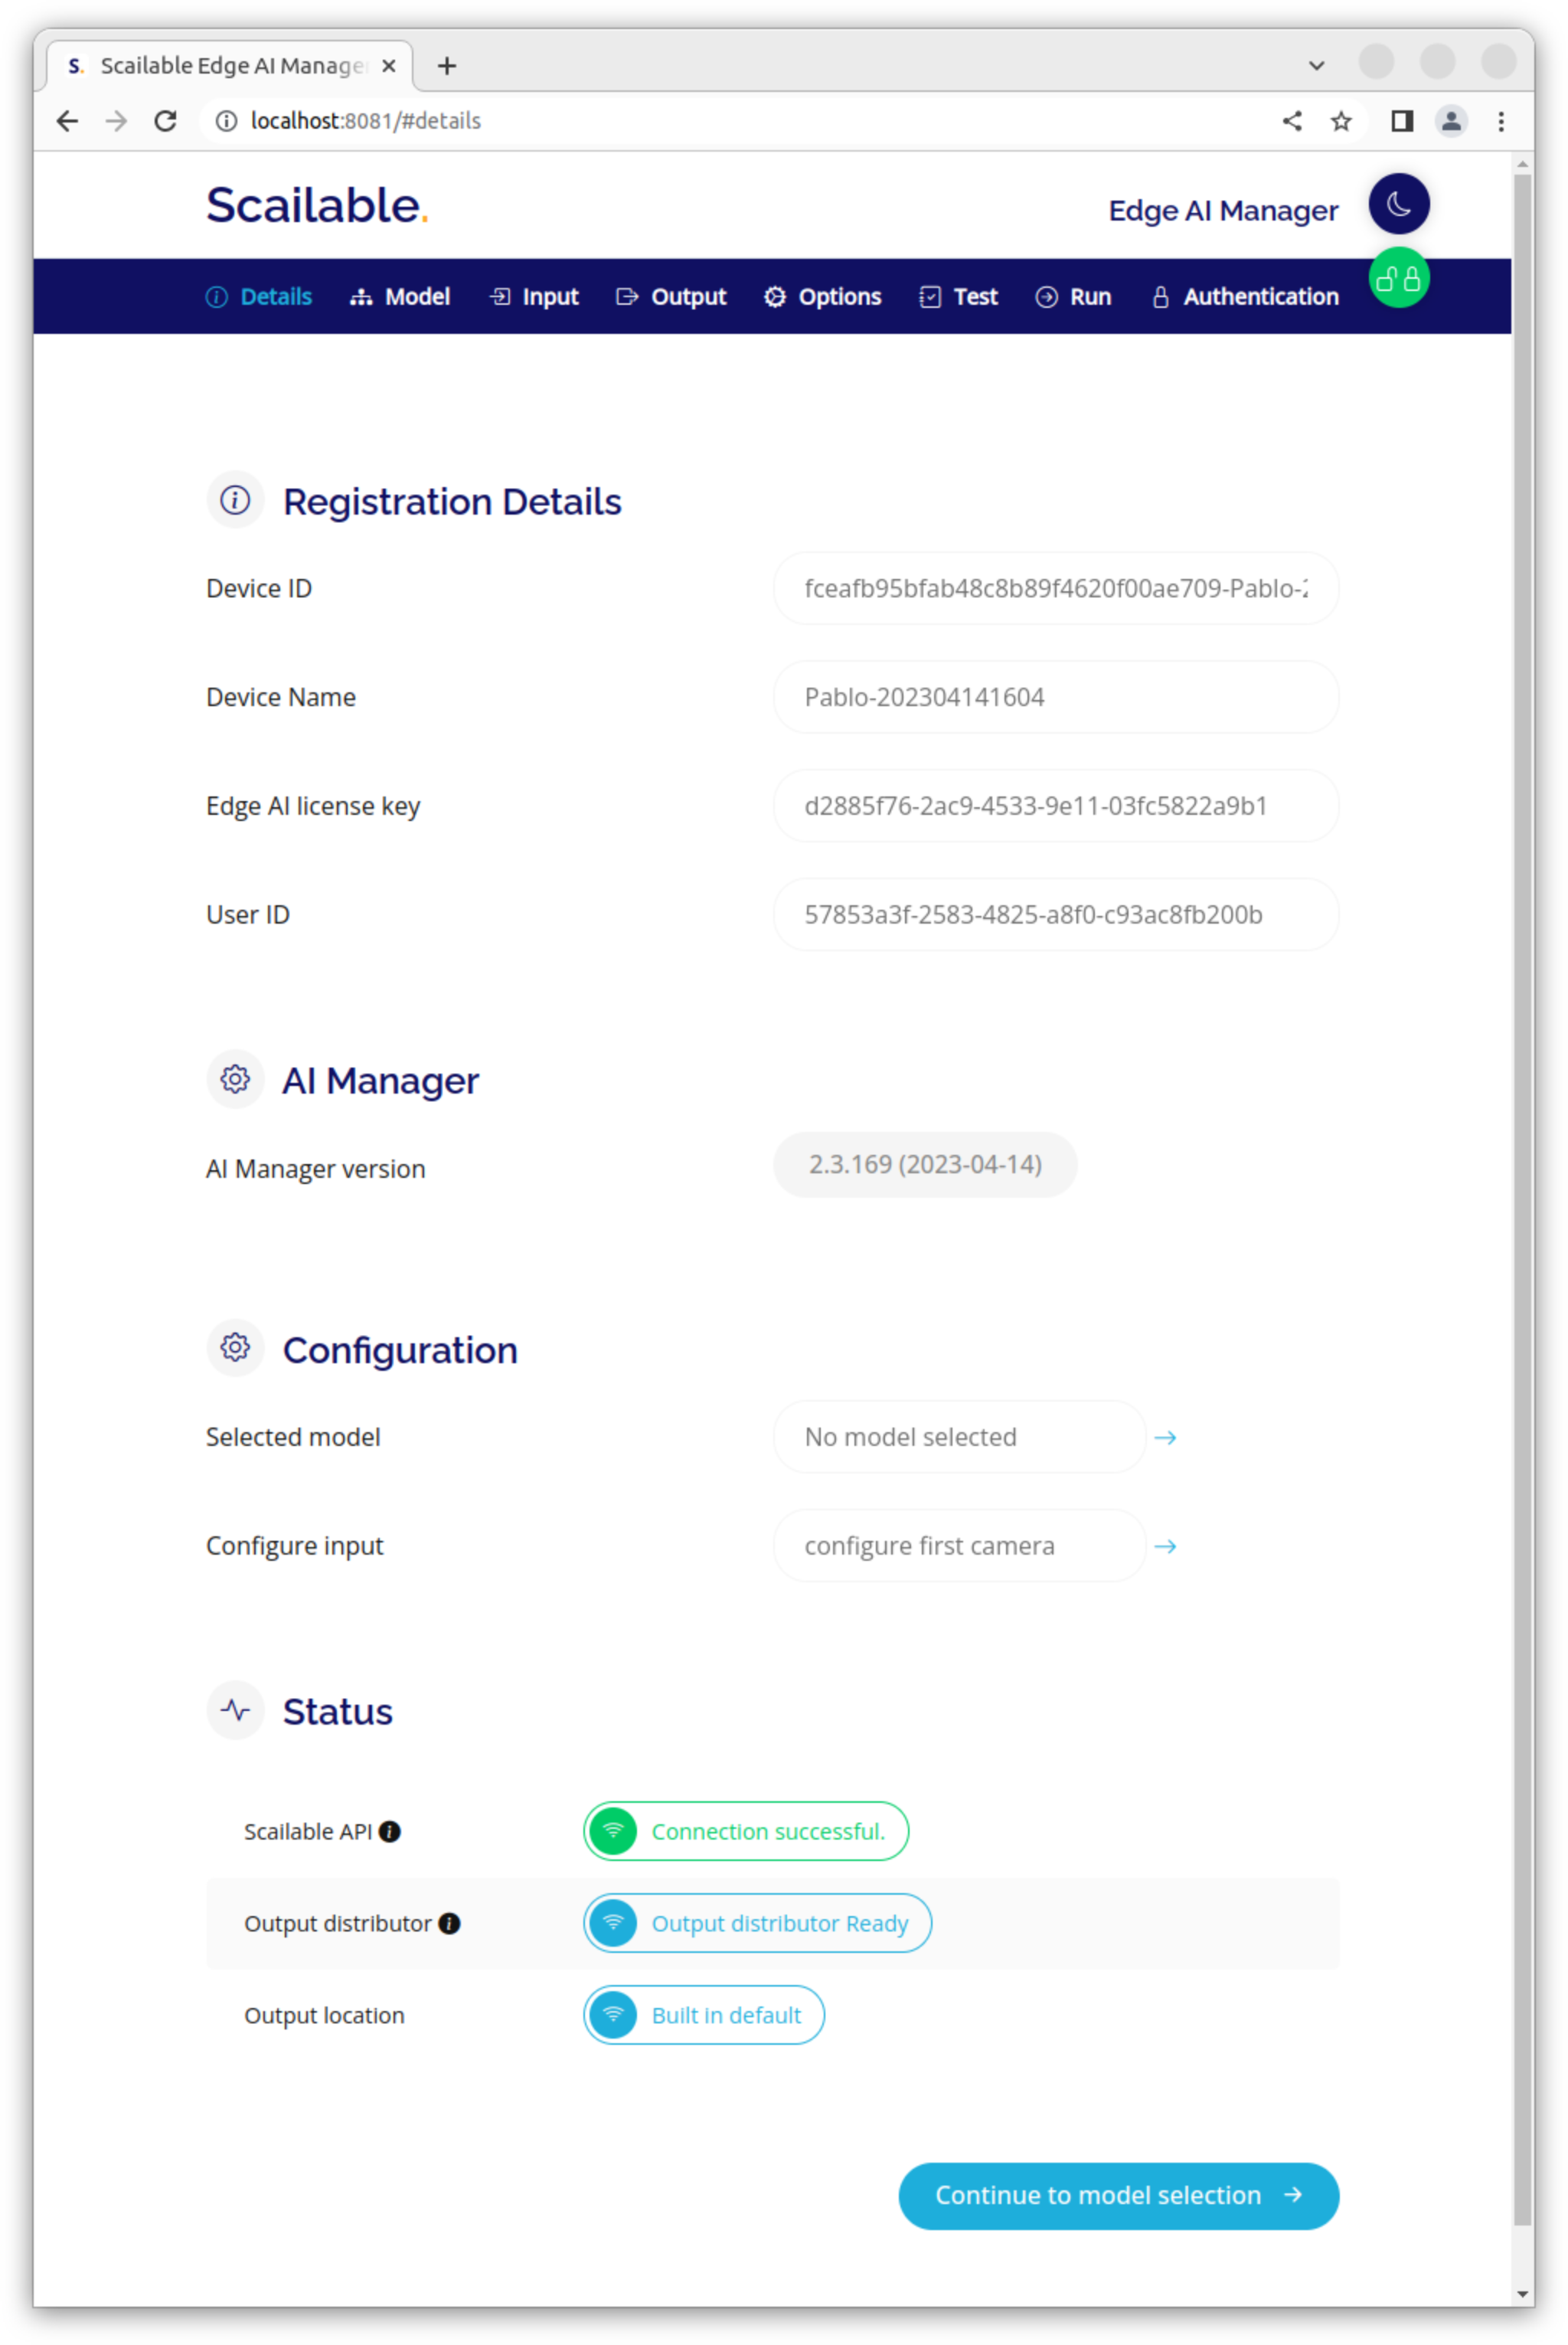 S. Scailable Edge AI Manage
localhost:8081/#details
Scailable.
Edge AI Manager
Details Model Input Output Options Test Run Authentication
Registration Details
Device ID fceafb95bfab48c8b89f4620f00ae709-Pablo-2
Device Name Pablo-202304141604
Edge AI license key d2885f76-2ac9-4533-9e11-03fc5822a9b1
User ID 57853a3f-2583-4825-a8f0-c93ac8fb200b
AI Manager
AI Manager version 2.3.169 (2023-04-14)
Configuration
Selected model No model selected
Configure input configure first camera
Status
Scailable API Connection successful.
Output distributor Output distributor Ready
Output location Built in default
Continue to model selection